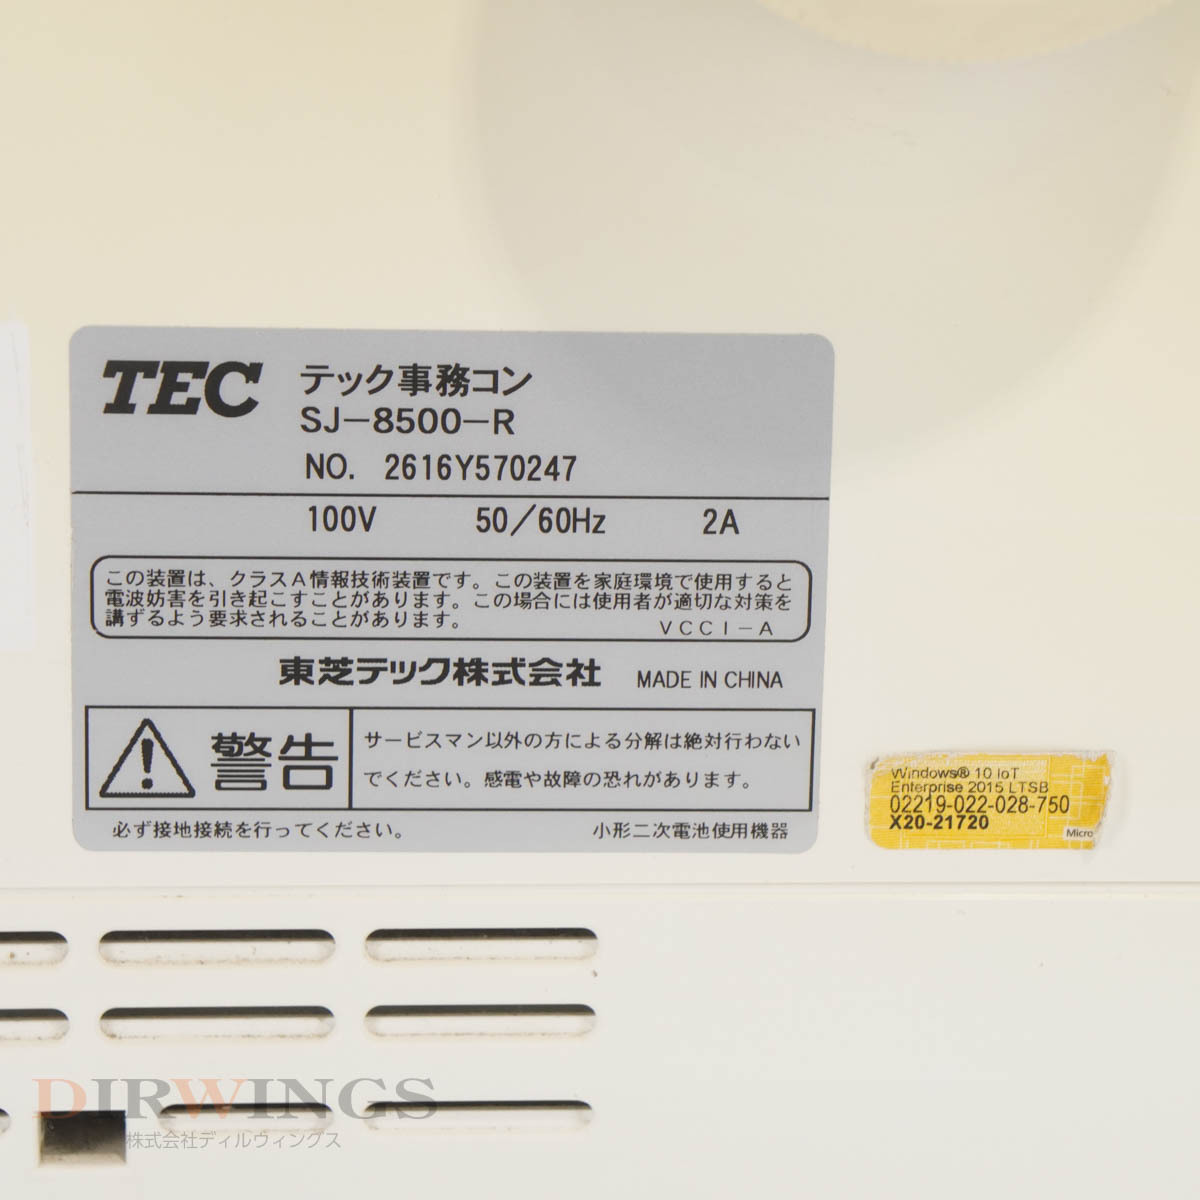 TEC テック事務コン
SJ-8500-R
NO. 2616Y570247
100V 50/60Hz 2A
この装置は、クラスA情報技術装置です。この装置を家庭環境で使用すると
電波妨害を引き起こすことがあります。この場合には使用者が適切な対策を
講ずるよう要求されることがあります。
VCCI-A
東芝テック株式会社 MADE IN CHINA
警告
サービスマン以外の方による分解は絶対行わない
でください。感電や故障の恐れがあります。
必ず接地接続を行ってください。 小形二次電池使用機器
Windows® 10 IoT
Enterprise 2015 LTSB
02219-022-028-750
X20-21720
Micro
DIRWINGS
株式会社ディルウィングス